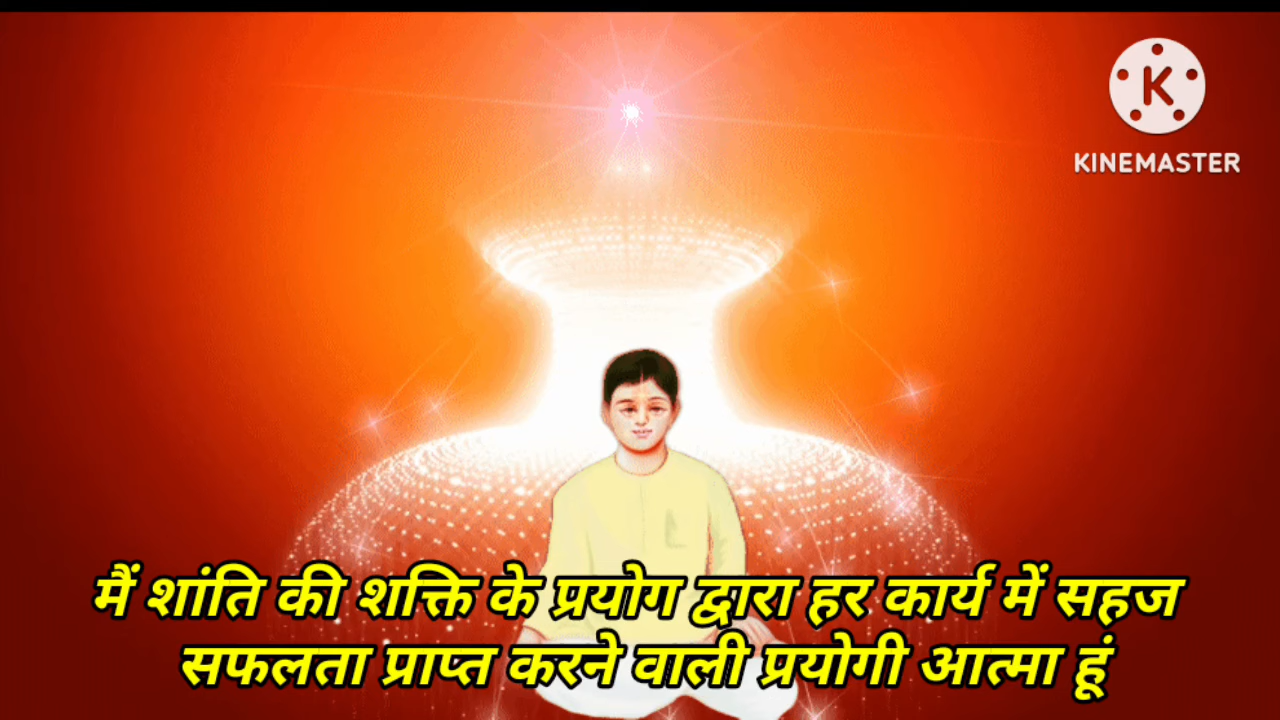 K
KINEMASTER
मैं शांति की शक्ति के प्रयोग द्वारा हर कार्य में सहज
सफलता प्राप्त करने वाली प्रयोगी आत्मा हूं